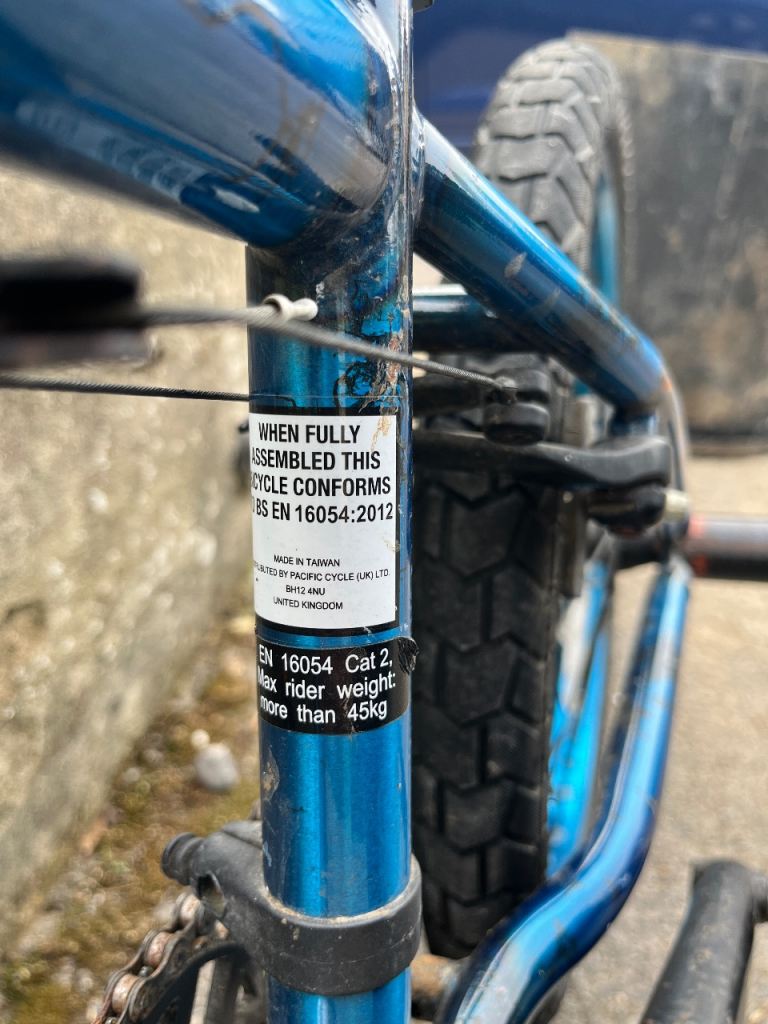 WHEN FULLY
ASSEMBLED THIS
CYCLE CONFORMS
BS EN 16054:2012
MADE IN TAIWAN
BY PACIFIC CYCLE (UK) LTD.
BH12 4NU
UNITED KINGDOM
EN 16054 Cat 2,
Max rider weight:
more than 45kg